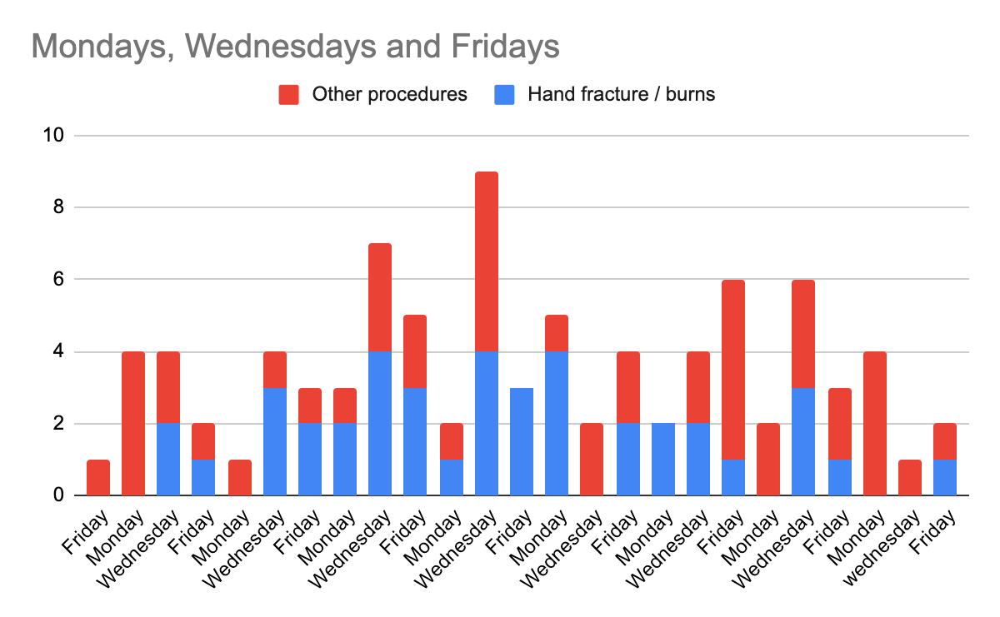 Mondays, Wednesdays and Fridays
Other procedures
Hand fracture / burns
10
8
6
4
2
0
Friday
Monday
Wednesday
Friday
Monday
Wednesday
Friday
Monday
Wednesday
Friday
Monday
Wednesday
Friday
Monday
Wednesday
Friday
Monday
Wednesday
Friday
Monday
Wednesday
Friday
Monday
wednesday
Friday